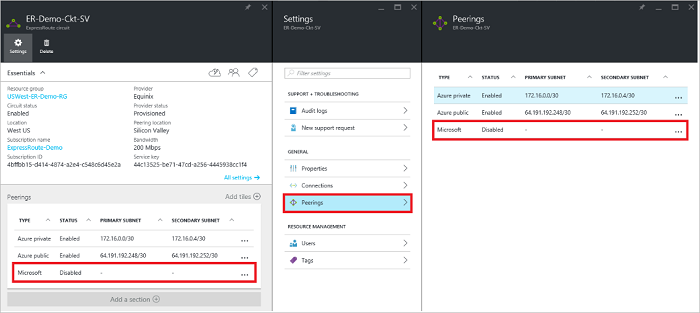 ER-Demo-Ckt-SV
ExpressRoute circuit
Settings
Delete
Essentials
Resource group
USWest-ER-Demo-RG
Provider
Equinix
Circuit status
Enabled
Provider status
Provisioned
Location
West US
Peering location
Silicon Valley
Subscription name
ExpressRoute-Demo
Bandwidth
200 Mbps
Subscription ID
4bffbb15-d414-4874-a2e4-c548c6d45e2a
Service key
44c13525-be71-47cd-a256-4445938cc1f4
All settings
Peerings
Add tiles
TYPE STATUS PRIMARY SUBNET SECONDARY SUBNET
Azure private Enabled 172.16.0.0/30 172.16.0.4/30 ...
Azure public Enabled 64.191.192.248/30 64.191.192.252/30 ...
Microsoft Disabled - - ...
Add a section
Settings
ER-Demo-Ckt-SV
Filter settings
SUPPORT + TROUBLESHOOTING
Audit logs
New support request
GENERAL
Properties
Connections
Peerings
RESOURCE MANAGEMENT
Users
Tags
Peerings
ER-Demo-Ckt-SV
TYPE STATUS PRIMARY SUBNET SECONDARY SUBNET
Azure private Enabled 172.16.0.0/30 172.16.0.4/30 ...
Azure public Enabled 64.191.192.248/30 64.191.192.252/30 ...
Microsoft Disabled - - ...